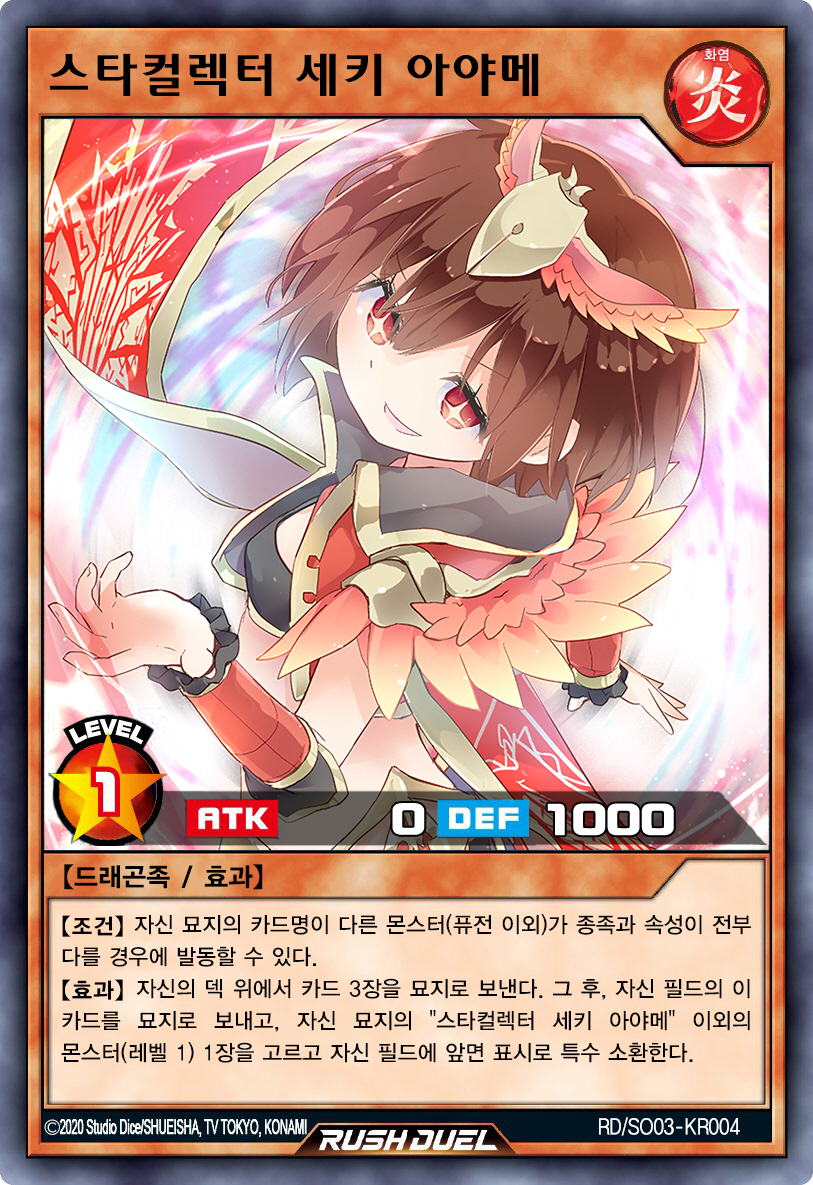 스타컬렉터 세키 아야메
화염
炎
LEVEL
1
ATK 0 DEF 1000
【드래곤족 / 효과】
【조건】 자신 묘지의 카드명이 다른 몬스터(퓨전 이외)가 종족과 속성이 전부
다를 경우에 발동할 수 있다.
【효과】 자신의 덱 위에서 카드 3장을 묘지로 보낸다. 그 후, 자신 필드의 이
카드를 묘지로 보내고, 자신 묘지의 "스타컬렉터 세키 아야메" 이외의
몬스터(레벨 1) 1장을 고르고 자신 필드에 앞면 표시로 특수 소환한다.
©2020 Studio Dice/SHUEISHA, TV TOKYO, KONAMI
RUSH DUEL
RD/SO03-KR004